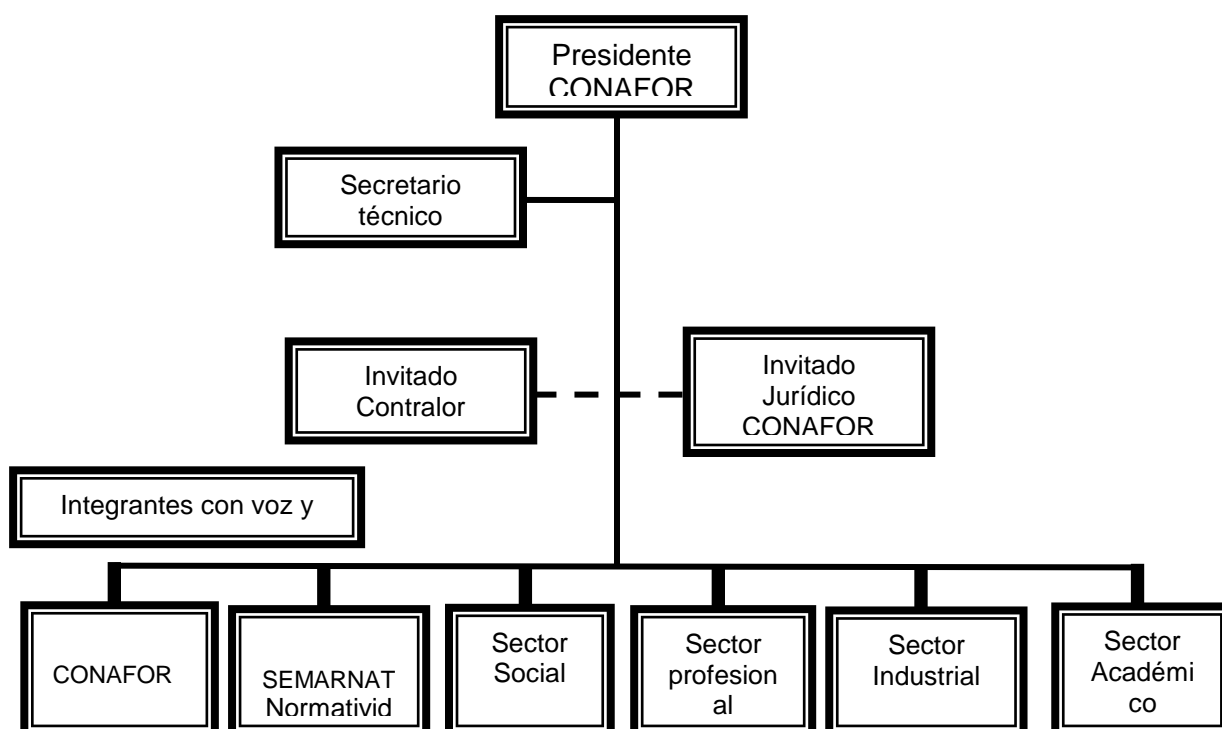 Presidente
CONAFOR
Secretario
técnico
Invitado
Contralor
Invitado
Jurídico
CONAFOR
Integrantes con voz y
CONAFOR
SEMARNAT
Normativid
Sector
Social
Sector
profesion
al
Sector
Industrial
Sector
Académi
co